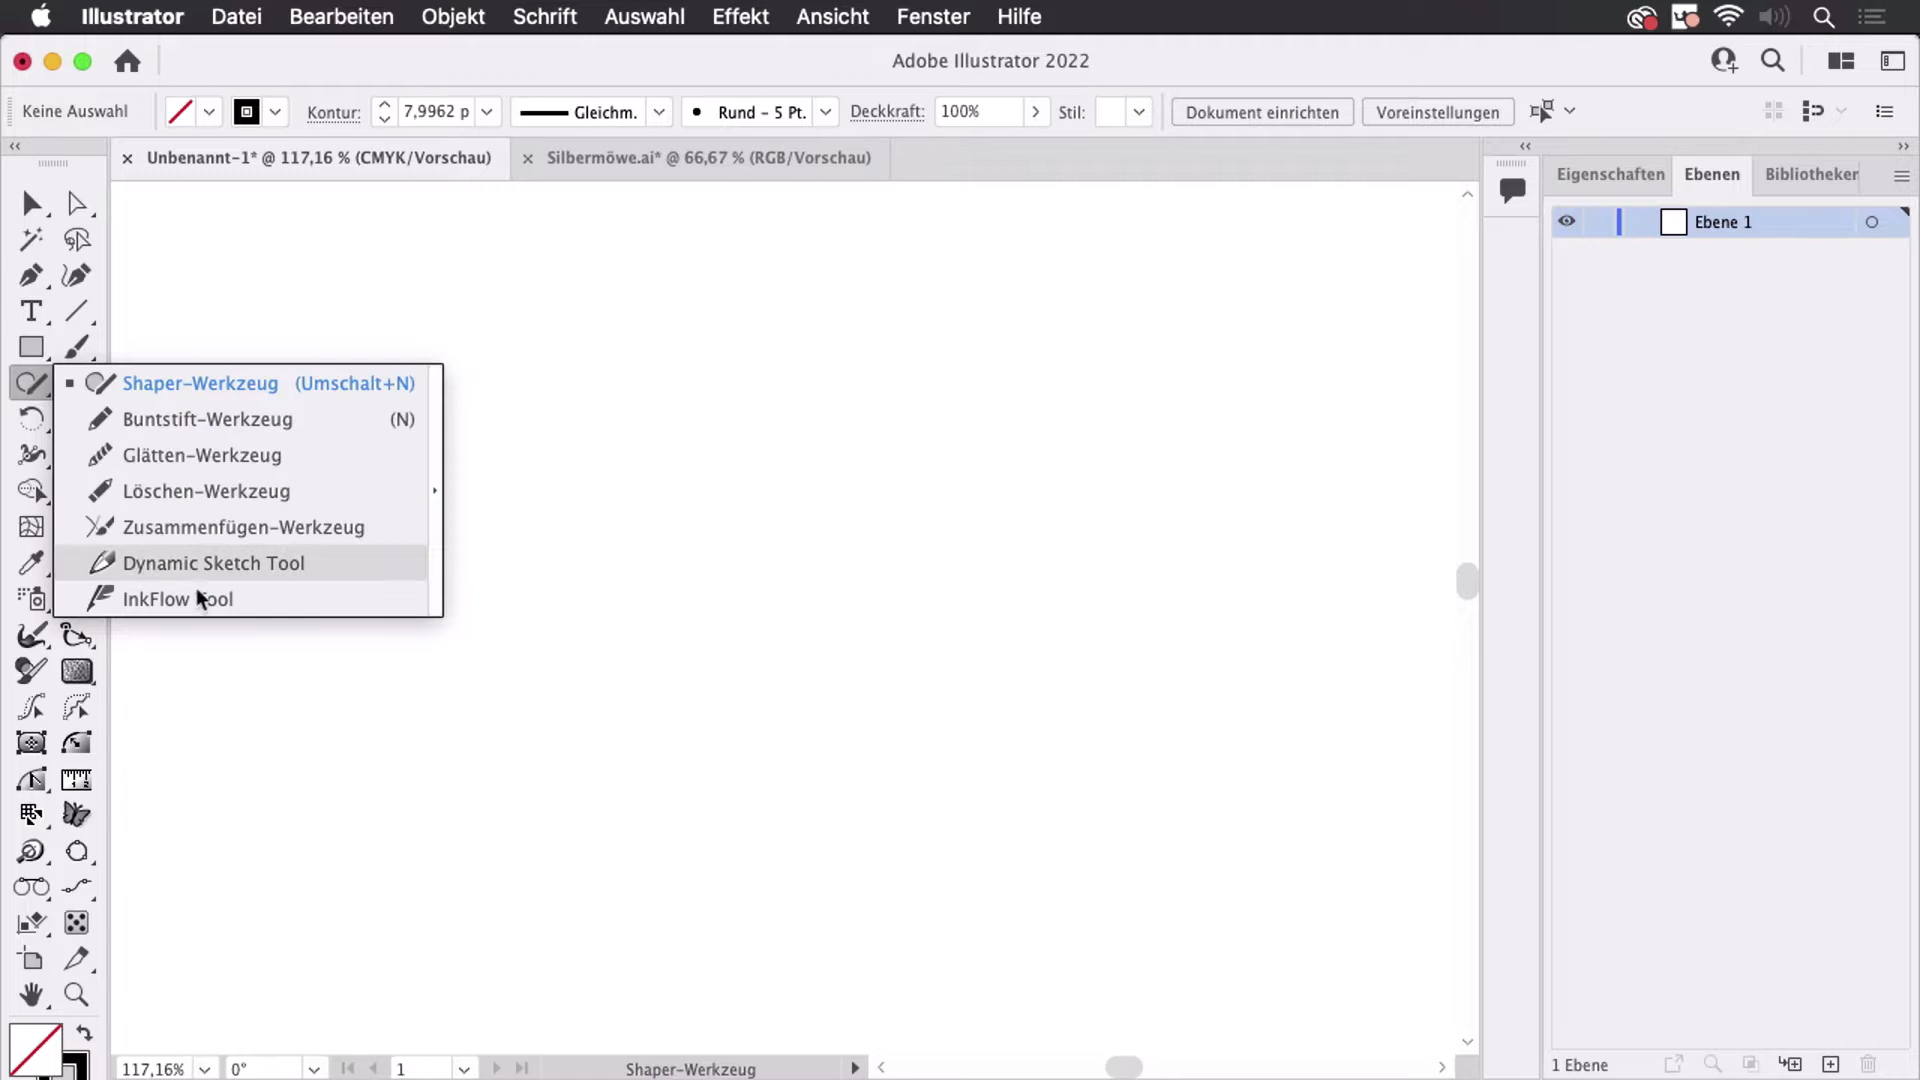 Illustrator Datei Bearbeiten Objekt Schrift Auswahl Effekt Ansicht Fenster Hilfe
Adobe Illustrator 2022
Keine Auswahl Kontur: 7,9962 p Gleichm. Rund - 5 Pt. Deckkraft: 100% Stil: Dokument einrichten Voreinstellungen
Unbenannt-1* @ 117,16 % (CMYK/Vorschau) Silbermöwe.ai* @ 66,67 % (RGB/Vorschau)
Eigenschaften Ebenen Bibliotheken
Ebene 1
Shaper-Werkzeug (Umschalt+N)
Buntstift-Werkzeug (N)
Glätten-Werkzeug
Löschen-Werkzeug
Zusammenfügen-Werkzeug
Dynamic Sketch Tool
InkFlow Tool
117,16% 0° 1 Shaper-Werkzeug
1 Ebene